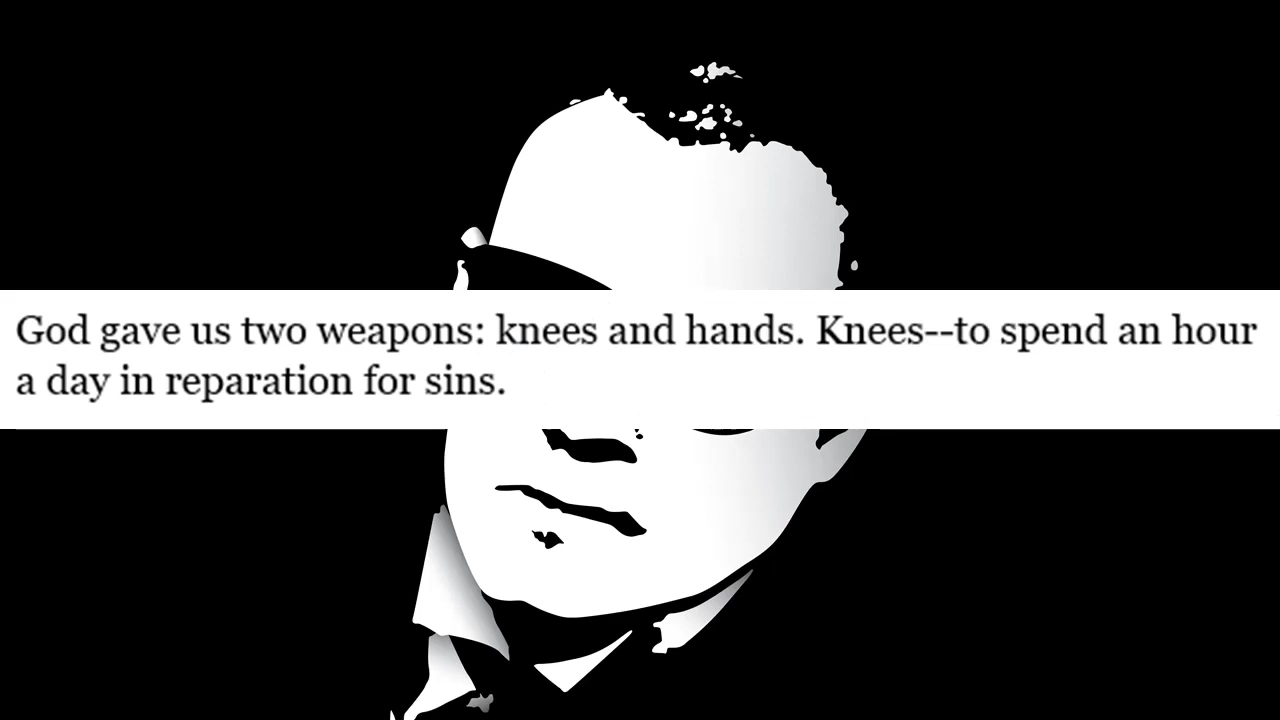 God gave us two weapons: knees and hands. Knees--to spend an hour
a day in reparation for sins.